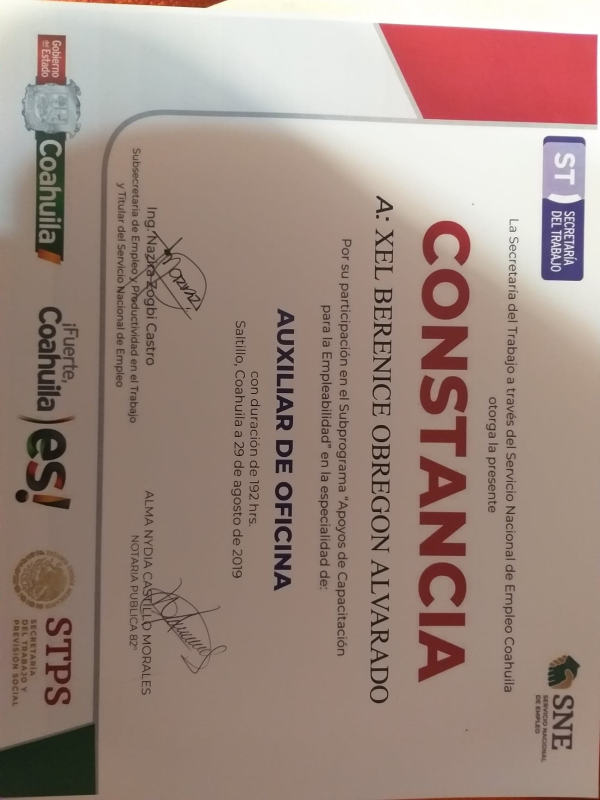 ST SECRETARÍA
DEL TRABAJO
SNE
SERVICIO NACIONAL
DE EMPLEO
La Secretaría del Trabajo a través del Servicio Nacional de Empleo Coahuila
otorga la presente
CONSTANCIA
A: XEL BERENICE OBREGON ALVARADO
Por su participación en el Subprograma "Apoyos de Capacitación
para la Empleabilidad" en la especialidad de:
AUXILIAR DE OFICINA
con duración de 192 hrs.
Saltillo, Coahuila a 29 de agosto de 2019
Ing. Nazira Zogbi Castro
Subsecretaria de Empleo y Productividad en el Trabajo
y Titular del Servicio Nacional de Empleo
ALMA NYDIA CASTILLO MORALES
NOTARIA PUBLICA 82ª
Gobierno
de Estado
Coahuila
¡Fuerte,
Coahuila es!
STPS
SECRETARÍA
DEL TRABAJO Y
PREVISIÓN SOCIAL